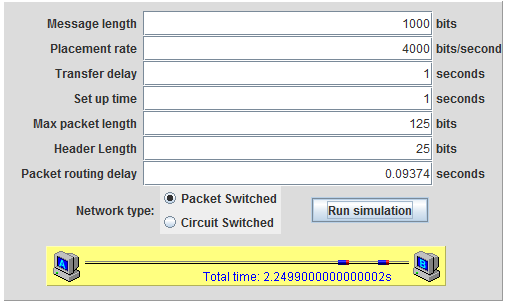 Message length 1000 bits
Placement rate 4000 bits/second
Transfer delay 1 seconds
Set up time 1 seconds
Max packet length 125 bits
Header Length 25 bits
Packet routing delay 0.09374 seconds
Network type: Packet Switched
Circuit Switched
Run simulation
A B
Total time: 2.2499000000000002s